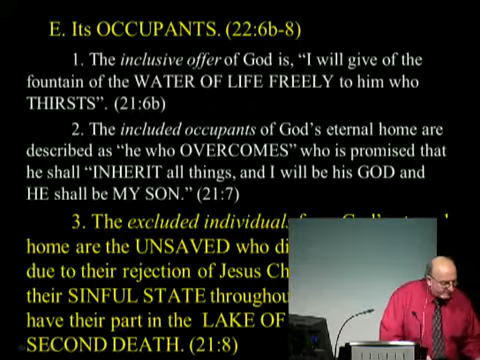 E. Its OCCUPANTS. (22:6b-8)
1. The inclusive offer of God is, “I will give of the
fountain of the WATER OF LIFE FREELY to him who
THIRSTS”. (21:6b)
2. The included occupants of God’s eternal home are
described as “he who OVERCOMES” who is promised that
he shall “INHERIT all things, and I will be his GOD and
HE shall be MY SON.” (21:7)
3. The excluded individuals
home are the UNSAVED who
due to their rejection of Jesus
their SINFUL STATE
have their part in the LAKE OF
SECOND DEATH. (21:8)